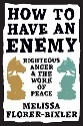 HOW TO
HAVE AN
ENEMY
RIGHTEOUS
ANGER
& THE WORK
OF
PEACE
MELISSA
FLORER-BIXLER